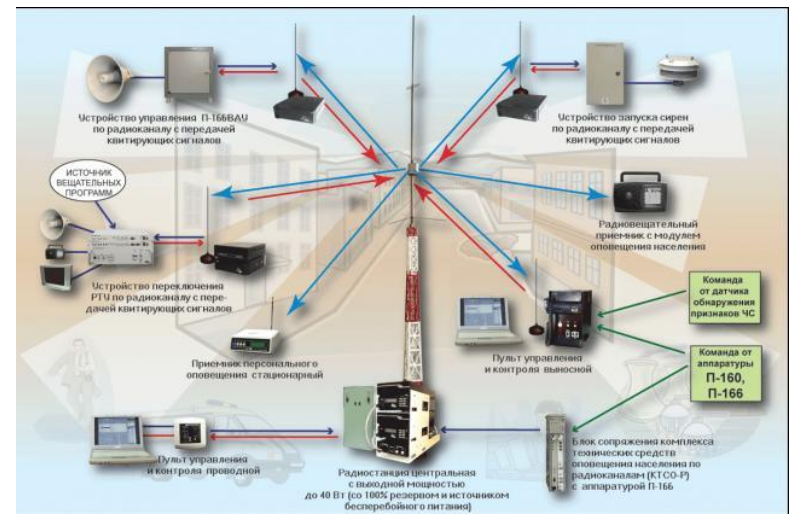 Устройство управления П-166ВАУ
по радиоканалу с передачей
квитирующих сигналов
Устройство запуска сирен
по радиоканалу с передачей
квитирующих сигналов
ИСТОЧНИК
ВЕЩАТЕЛЬНЫХ
ПРОГРАММ
Радиовещательный
приемник с модулем
оповещения населения
Устройство переключения
РТУ по радиоканалу с пере-
дачей квитирующих сигналов
Команда
от датчика
обнаружения
признаков ЧС
Приемник персонального
оповещения стационарный
Пульт управления
и контроля выносной
Команда от
аппаратуры
П-160,
П-166
Пульт управления
и контроля проводной
Радиостанция центральная
с выходной мощностью
до 40 Вт (со 100% резервом и источником
бесперебойного питания)
Блок сопряжения комплекса
технических средств
оповещения населения по
радиоканалам (КТСО-Р)
с аппаратурой П-166